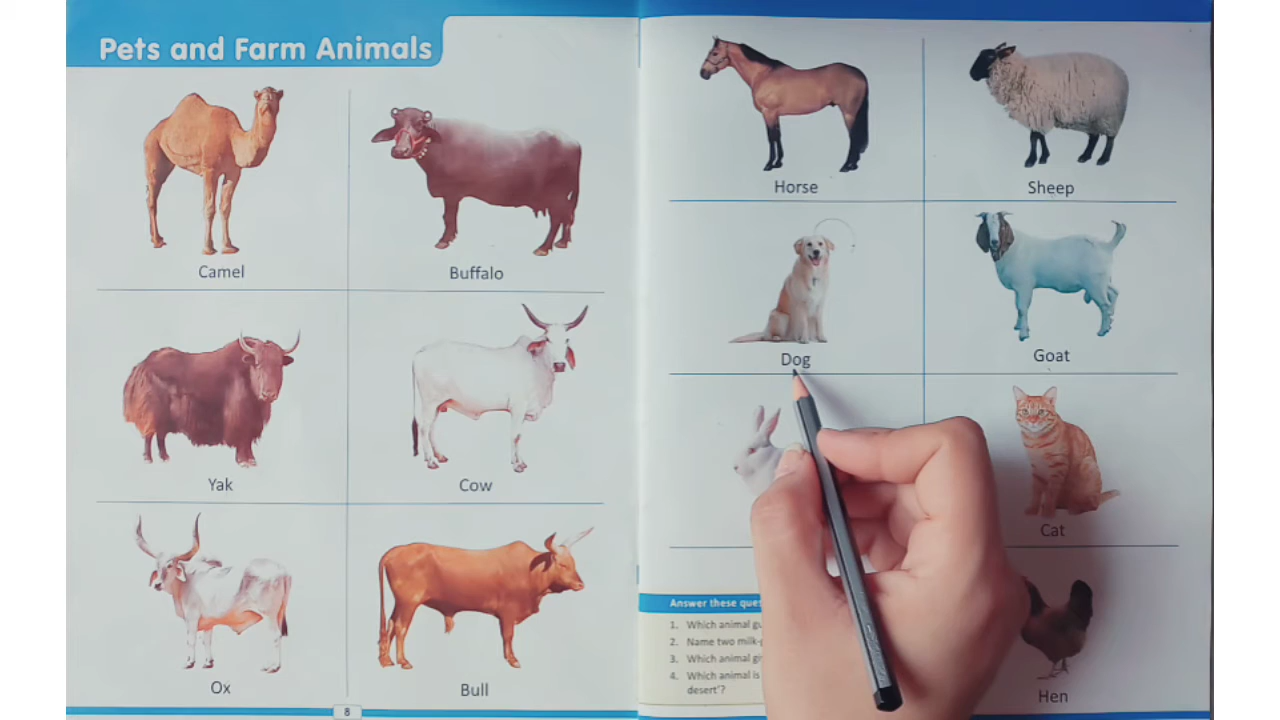 Pets and Farm Animals
Camel
Buffalo
Yak
Cow
Ox
Bull
8
Horse
Sheep
Dog
Goat
Cat
Answer these
1. Which animal
2. Name two
3. Which animal
4. Which animal is
desert'?
Hen